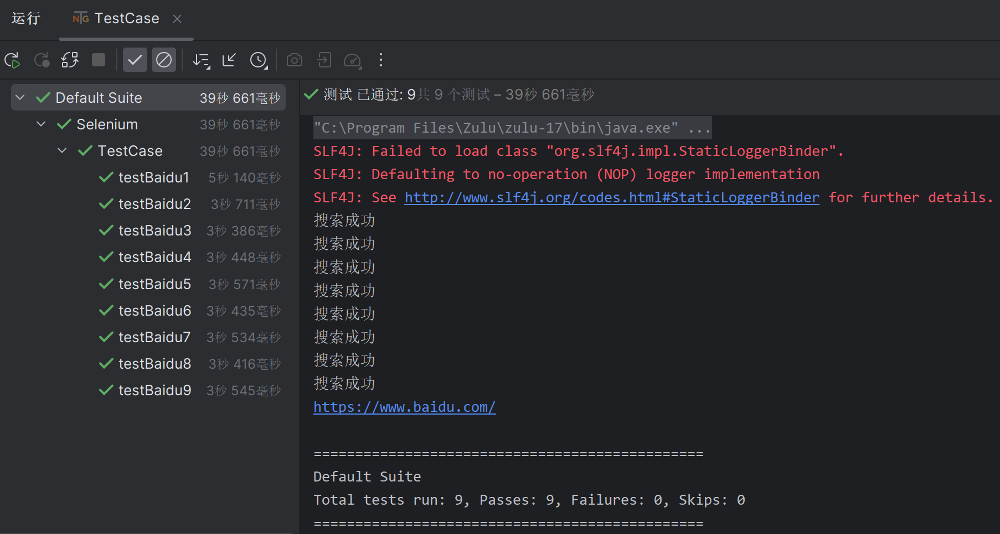 运行 TestCase
Default Suite 39秒 661毫秒
Selenium 39秒 661毫秒
TestCase 39秒 661毫秒
testBaidu1 5秒 140毫秒
testBaidu2 3秒 711毫秒
testBaidu3 3秒 386毫秒
testBaidu4 3秒 448毫秒
testBaidu5 3秒 571毫秒
testBaidu6 3秒 435毫秒
testBaidu7 3秒 534毫秒
testBaidu8 3秒 416毫秒
testBaidu9 3秒 545毫秒
测试 已通过: 9共 9 个测试 – 39秒 661毫秒
"C:\Program Files\Zulu\zulu-17\bin\java.exe" ...
SLF4J: Failed to load class "org.slf4j.impl.StaticLoggerBinder".
SLF4J: Defaulting to no-operation (NOP) logger implementation
SLF4J: See http://www.slf4j.org/codes.html#StaticLoggerBinder for further details.
搜索成功
搜索成功
搜索成功
搜索成功
搜索成功
搜索成功
搜索成功
搜索成功
https://www.baidu.com/
===============================================
Default Suite
Total tests run: 9, Passes: 9, Failures: 0, Skips: 0
===============================================